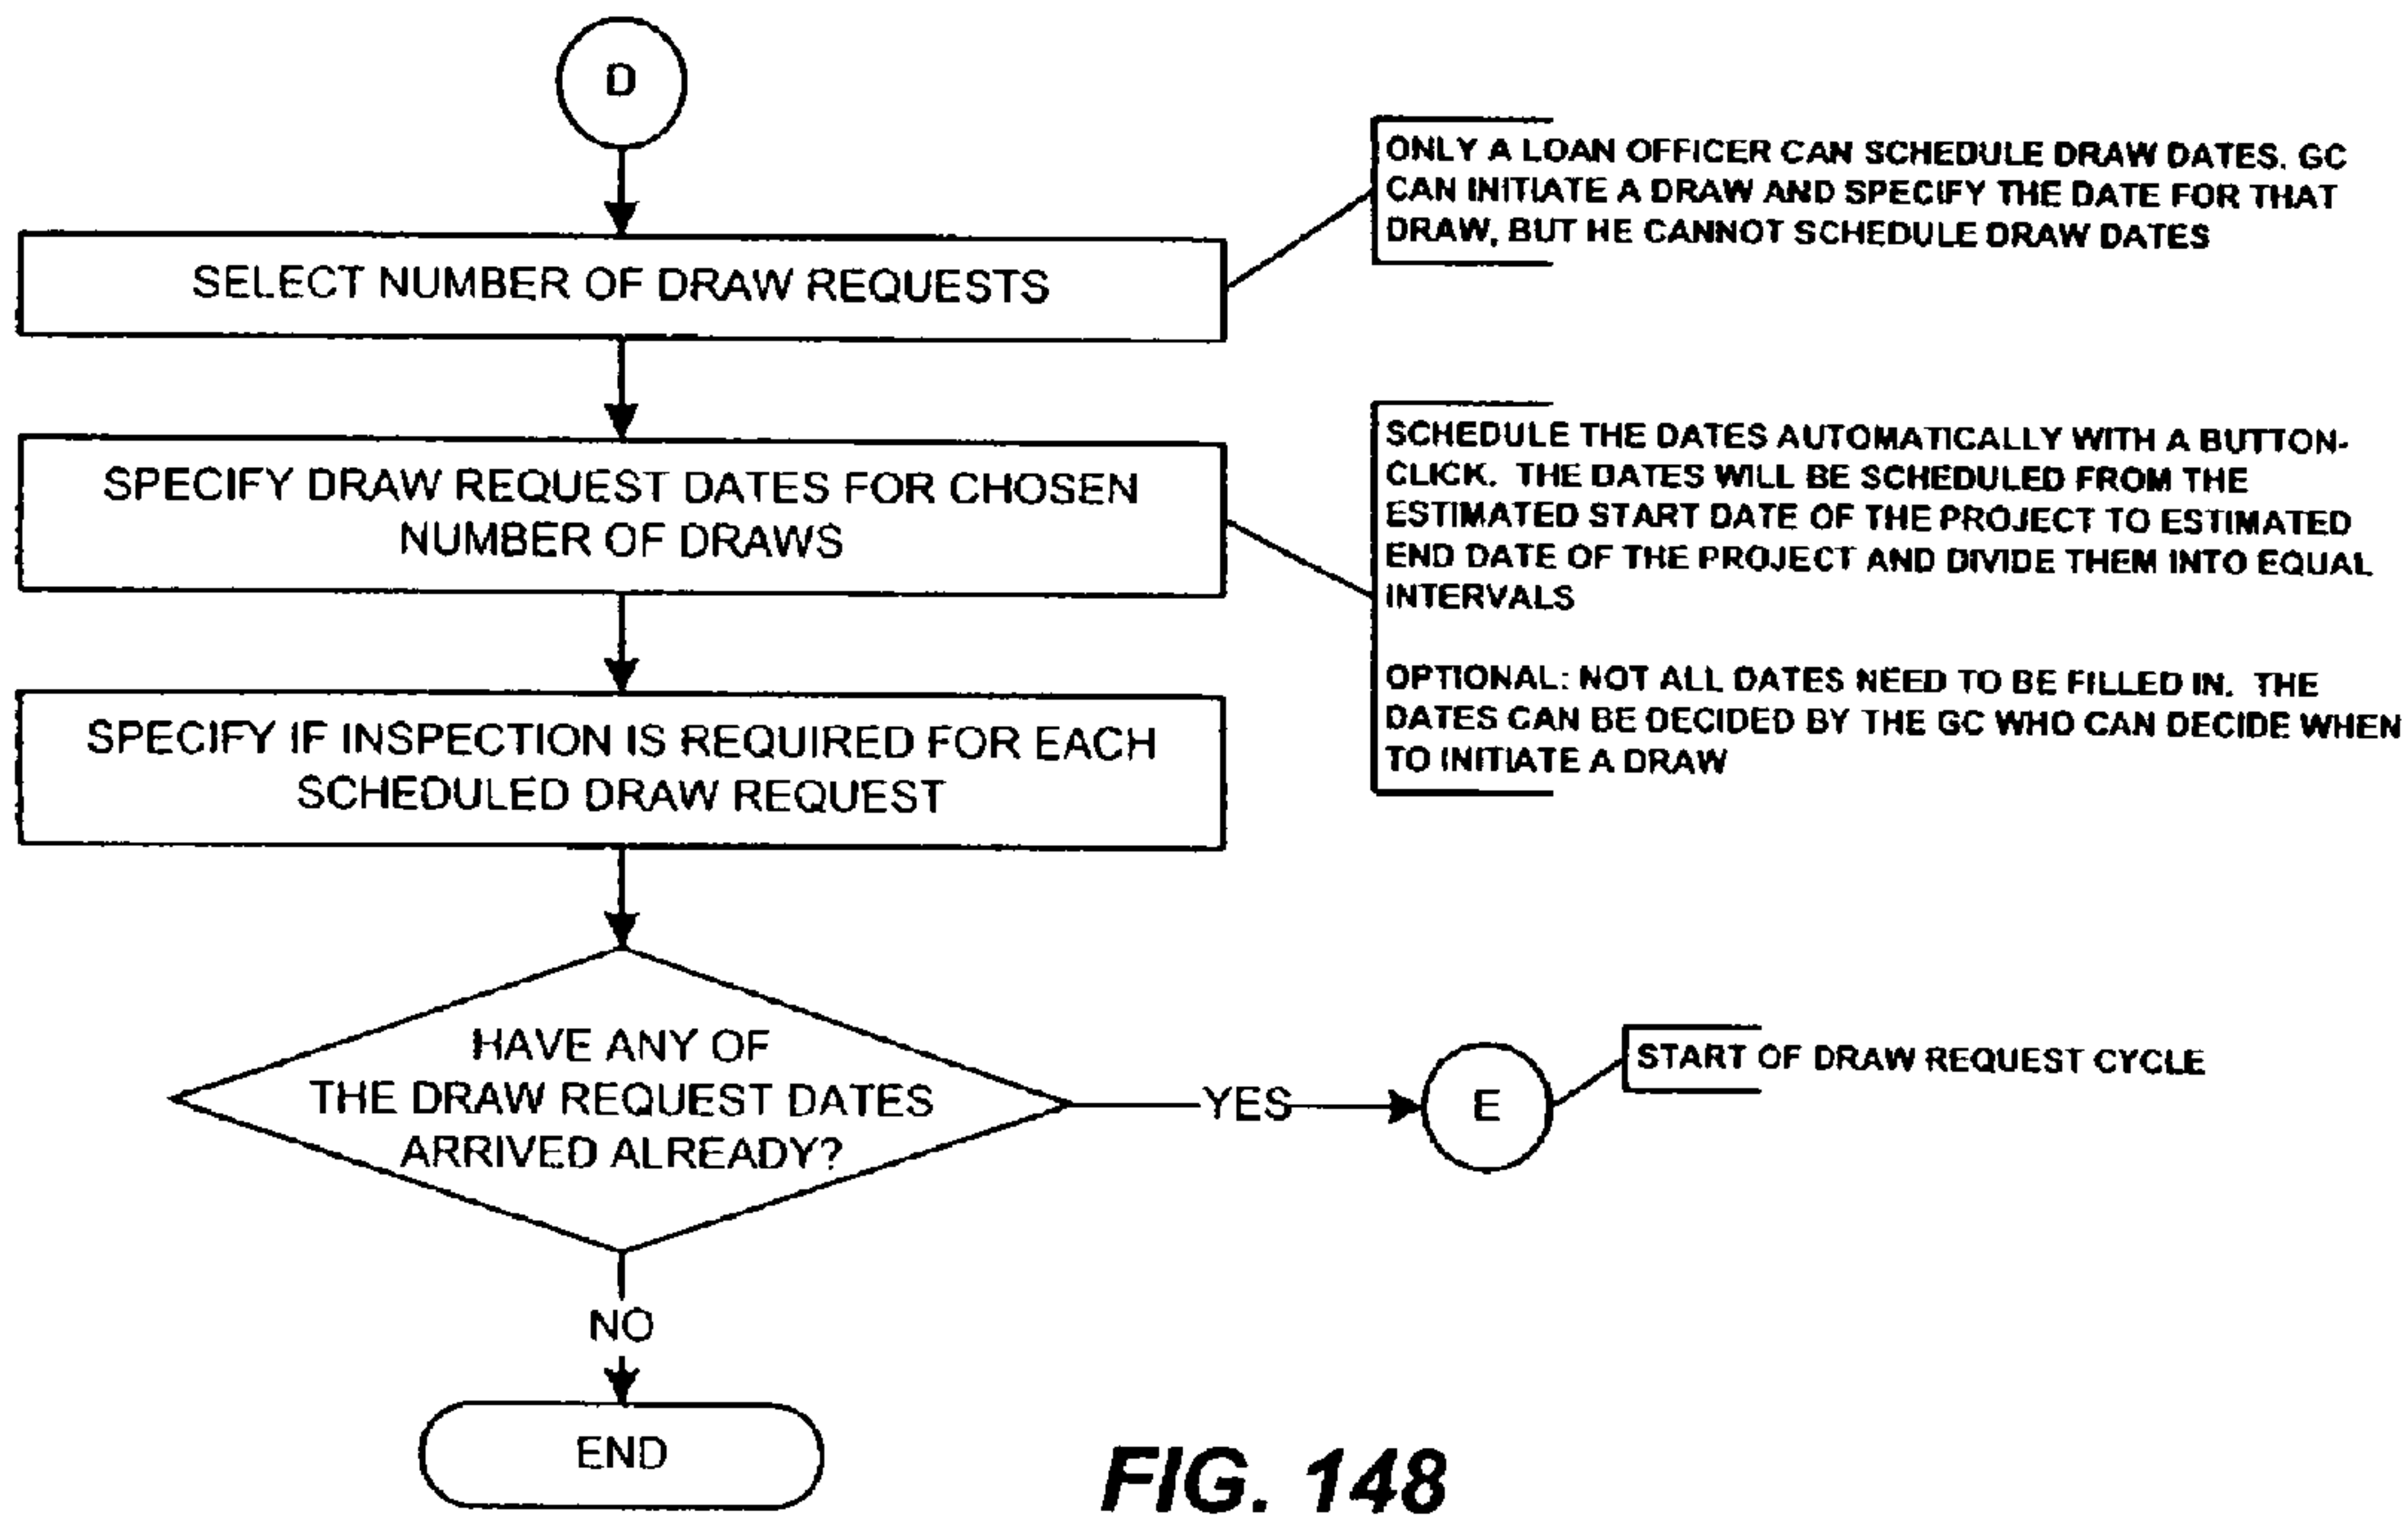 D
ONLY A LOAN OFFICER CAN SCHEDULE DRAW DATES. GC
CAN INITIATE A DRAW AND SPECIFY THE DATE FOR THAT
DRAW, BUT HE CANNOT SCHEDULE DRAW DATES
SELECT NUMBER OF DRAW REQUESTS
SCHEDULE THE DATES AUTOMATICALLY WITH A BUTTON-
CLICK. THE DATES WILL BE SCHEDULED FROM THE
ESTIMATED START DATE OF THE PROJECT TO ESTIMATED
END DATE OF THE PROJECT AND DIVIDE THEM INTO EQUAL
INTERVALS
OPTIONAL: NOT ALL DATES NEED TO BE FILLED IN. THE
DATES CAN BE DECIDED BY THE GC WHO CAN DECIDE WHEN
TO INITIATE A DRAW
SPECIFY DRAW REQUEST DATES FOR CHOSEN
NUMBER OF DRAWS
SPECIFY IF INSPECTION IS REQUIRED FOR EACH
SCHEDULED DRAW REQUEST
HAVE ANY OF
THE DRAW REQUEST DATES
ARRIVED ALREADY?
YES
E
START OF DRAW REQUEST CYCLE
NO
END
FIG. 148